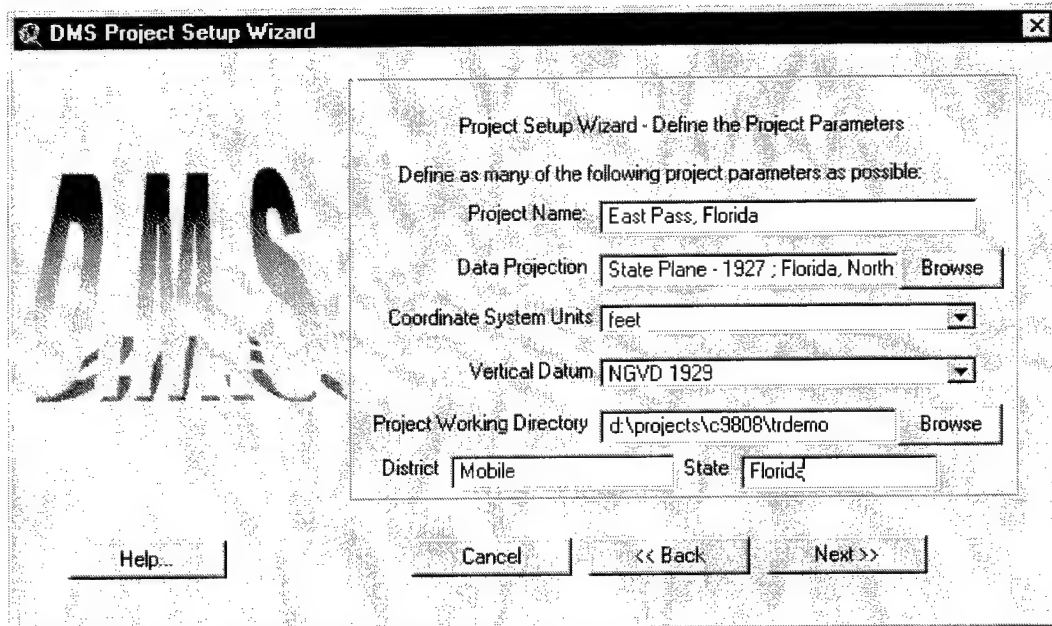 DMS Project Setup Wizard
DMS
Project Setup Wizard - Define the Project Parameters
Define as many of the following project parameters as possible:
Project Name: East Pass, Florida
Data Projection State Plane - 1927 ; Florida, North Browse
Coordinate System Units feet
Vertical Datum NGVD 1929
Project Working Directory d:\projects\c9808\trdemo Browse
District Mobile State Florida
Help... Cancel << Back Next >>